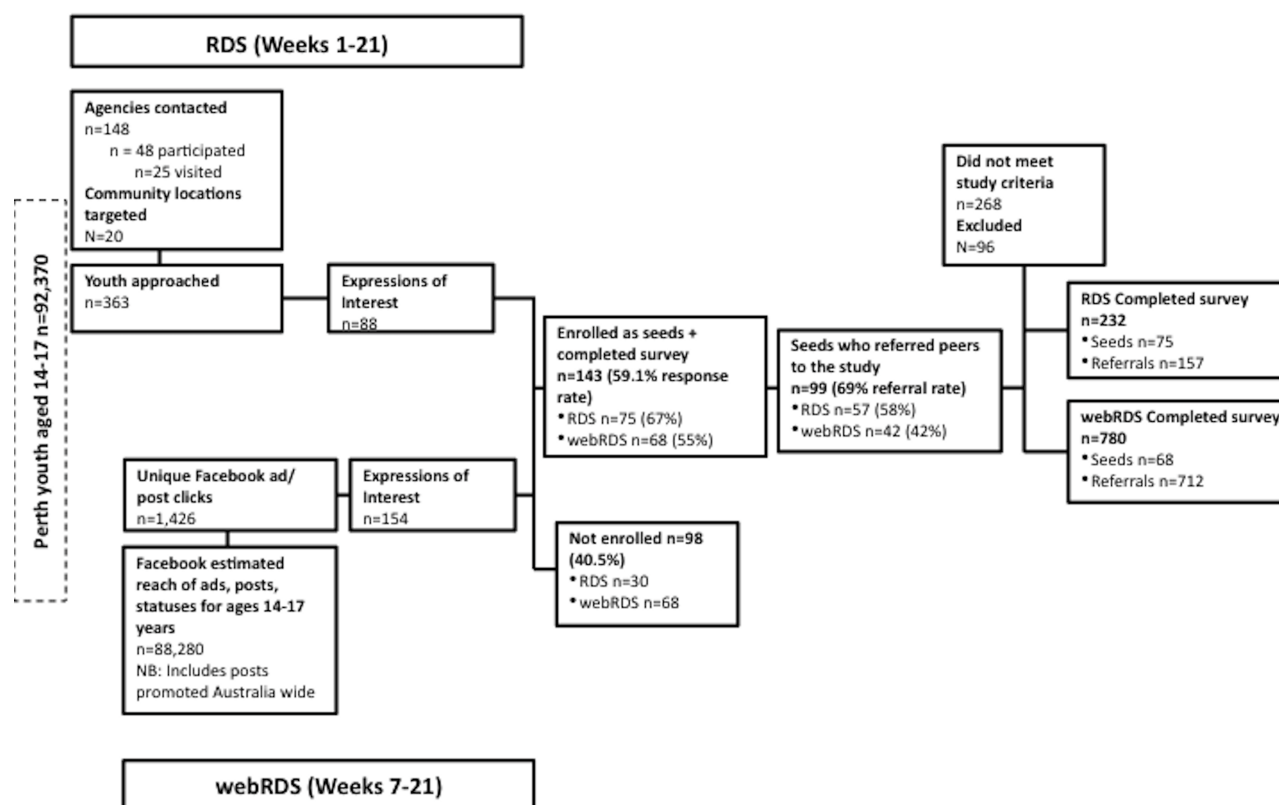 RDS (Weeks 1-21)
Agencies contacted
n=148
n = 48 participated
n=25 visited
Community locations
targeted
N=20
Perth youth aged 14-17 n=92,370
Youth approached
n=363
Expressions of
Interest
n=88
Unique Facebook ad/
post clicks
n=1,426
Expressions of
Interest
n=154
Facebook estimated
reach of ads, posts,
statuses for ages 14-17
years
n=88,280
NB: Includes posts
promoted Australia wide
Enrolled as seeds +
completed survey
n=143 (59.1% response
rate)
• RDS n=75 (67%)
• webRDS n=68 (55%)
Not enrolled n=98
(40.5%)
• RDS n=30
• webRDS n=68
Seeds who referred peers
to the study
n=99 (69% referral rate)
• RDS n=57 (58%)
• webRDS n=42 (42%)
Did not meet
study criteria
n=268
Excluded
N=96
RDS Completed survey
n=232
• Seeds n=75
• Referrals n=157
webRDS Completed survey
n=780
• Seeds n=68
• Referrals n=712
webRDS (Weeks 7-21)